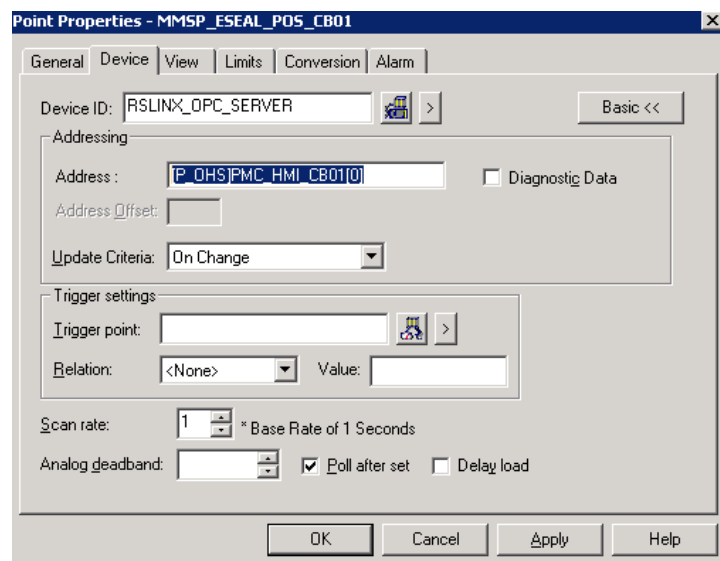 Point Properties - MMSP_ESEAL_POS_CB01
General Device View Limits Conversion Alarm
Device ID: RSLINX_OPC_SERVER > Basic <<
Addressing
Address : [P_OHS]PMC_HMI_CB01[0] Diagnostic Data
Address Offset:
Update Criteria: On Change
Trigger settings
Trigger point: >
Relation: <None> Value:
Scan rate: 1 * Base Rate of 1 Seconds
Analog deadband: Poll after set Delay load
OK Cancel Apply Help